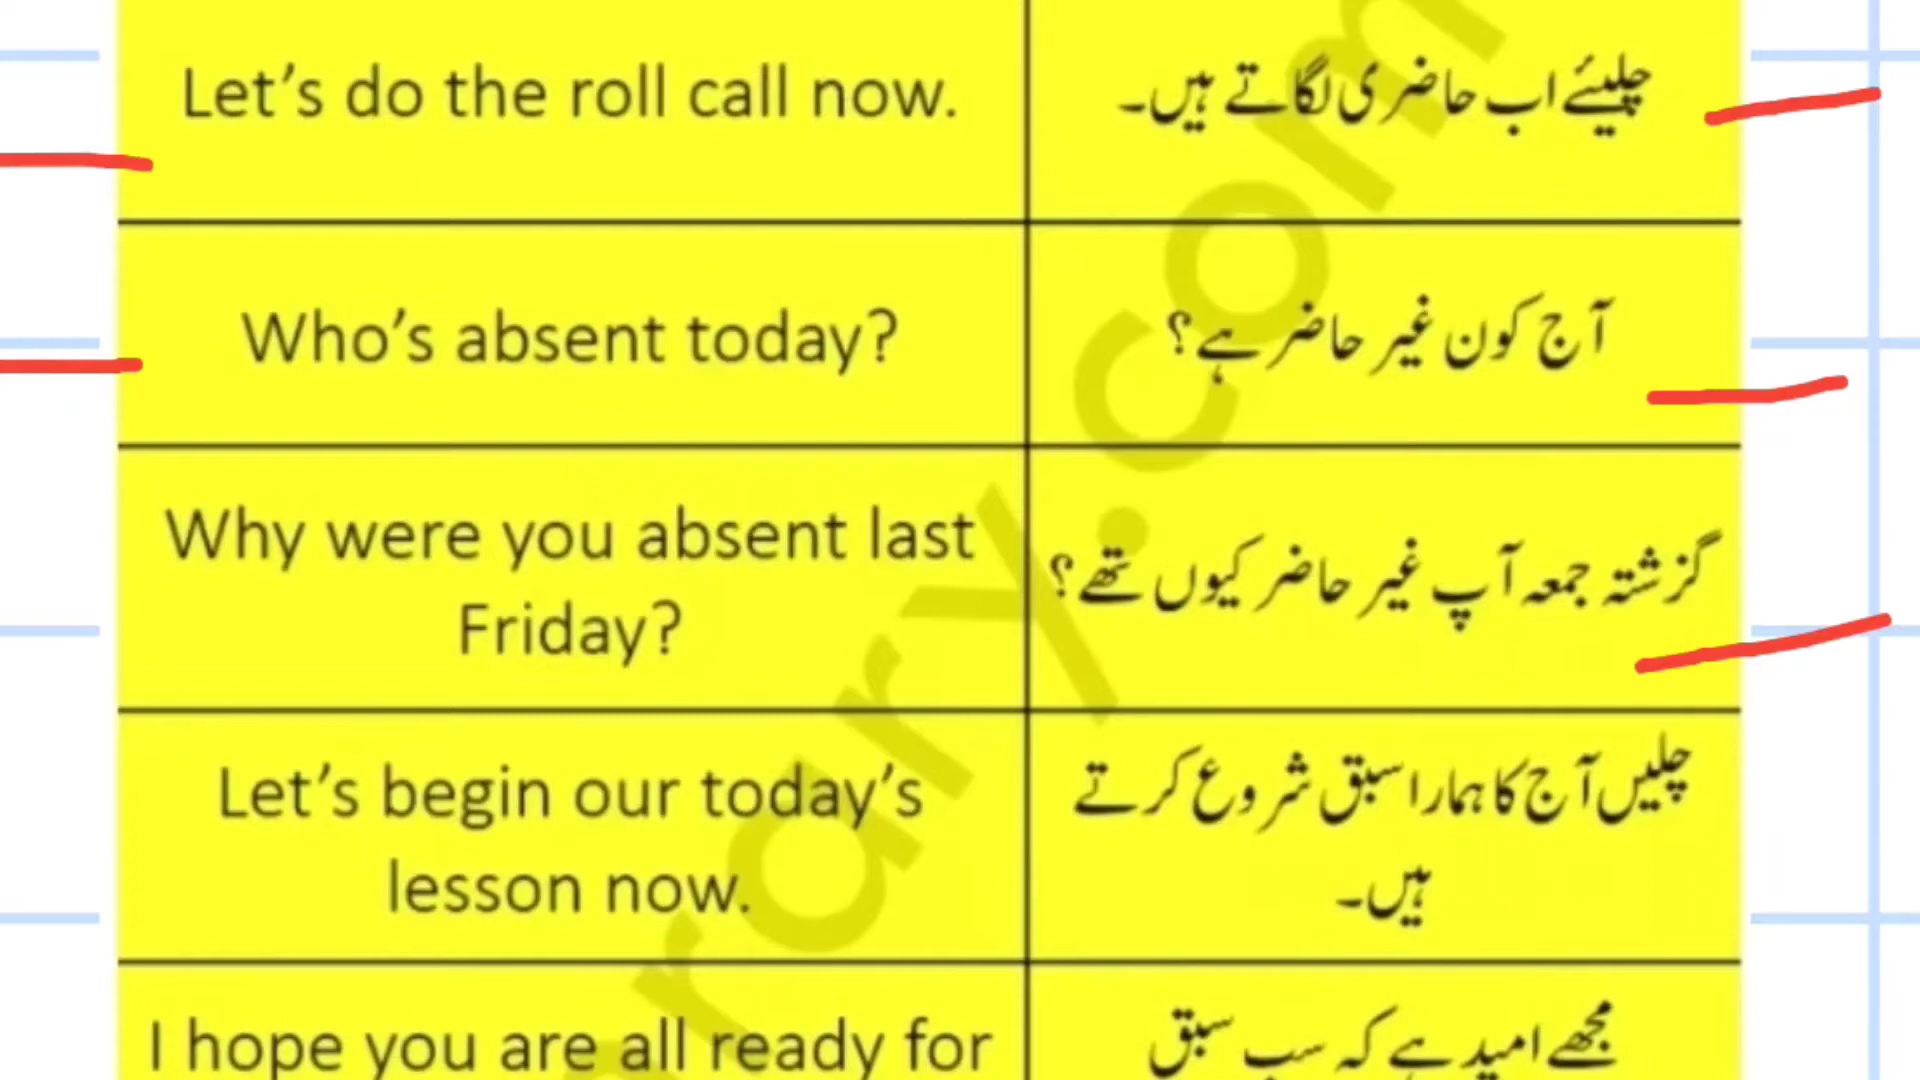 Let's do the roll call now.
چلیئے اب حاضری لگاتے ہیں۔
Who's absent today?
آج کون غیر حاضر ہے؟
Why were you absent last
Friday?
گزشتہ جمعہ آپ غیر حاضر کیوں تھے؟
Let's begin our today's
lesson now.
چلیں آج کا ہمارا سبق شروع کرتے
ہیں۔
I hope you are all ready for
مجھے امید ہے کہ سب سبق
ary.com